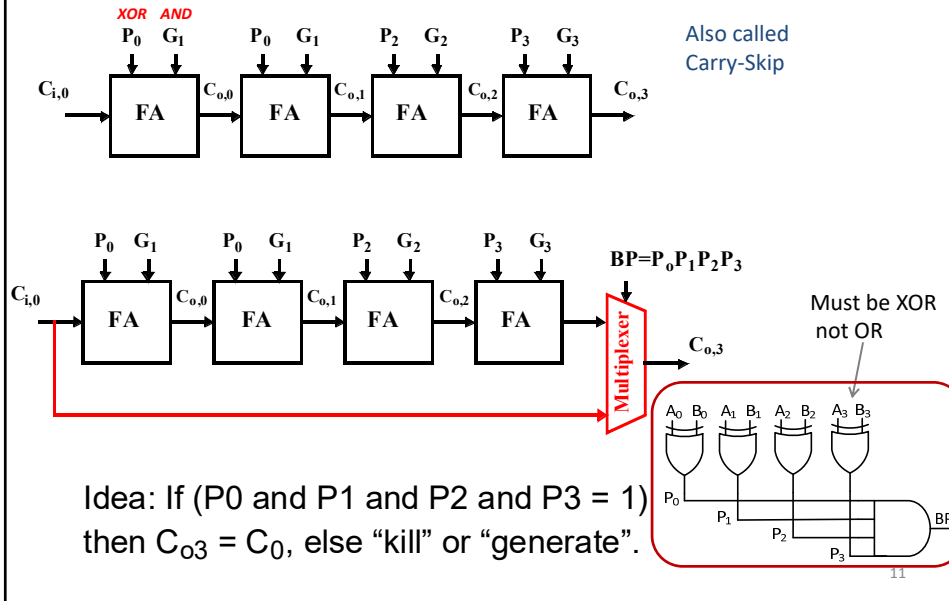 XOR AND
P0 G1 P0 G1 P2 G2 P3 G3
Also called
Carry-Skip
Ci,0 Co,0 Co,1 Co,2 Co,3
FA FA FA FA
P0 G1 P0 G1 P2 G2 P3 G3
BP=PoP1P2P3
Ci,0 Co,0 Co,1 Co,2
FA FA FA FA
Multiplexer
Co,3
Must be XOR
not OR
A0 B0 A1 B1 A2 B2 A3 B3
P0
P1
P2
P3
BP
Idea: If (P0 and P1 and P2 and P3 = 1)
then Co3 = C0, else “kill” or “generate”.
11